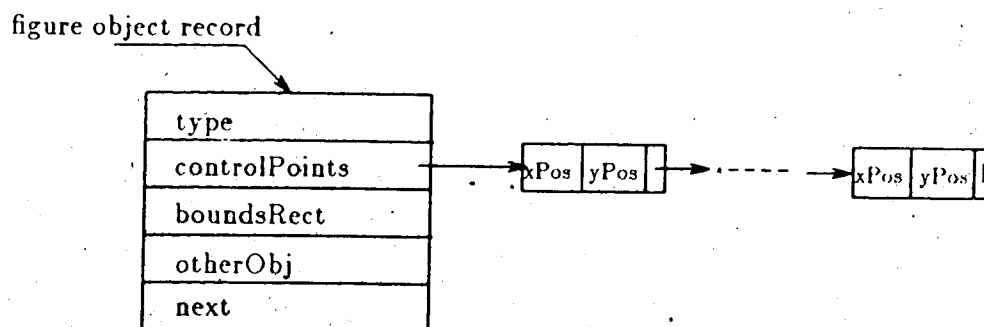 figure object record
type
controlPoints
xPos yPos
xPos yPos
boundsRect
otherObj
next